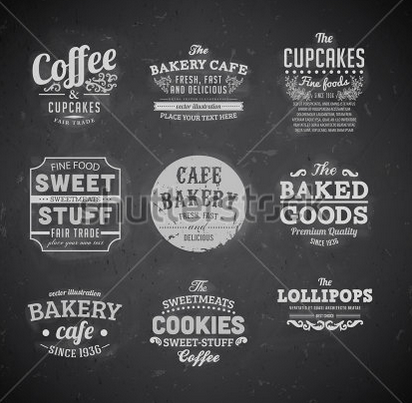 Coffee
&
CUPCAKES
FAIR TRADE
The
BAKERY CAFE
FRESH, FAST
AND DELICIOUS
vector illustration
PLACE YOUR TEXT HERE
The
CUPCAKES
Fine foods
SINCE 1936
FINE FOOD
SWEET
SWEETMEATS
STUFF
FAIR TRADE
place your own text
CAFE
BAKERY
FRESH, FAST
and
DELICIOUS
The
BAKED
GOODS
Premium Quality
SINCE 1936
vector illustration
BAKERY
cafe
SINCE 1936
The
SWEETMEATS
COOKIES
SWEET-STUFF
Coffee
The
LOLLIPOPS